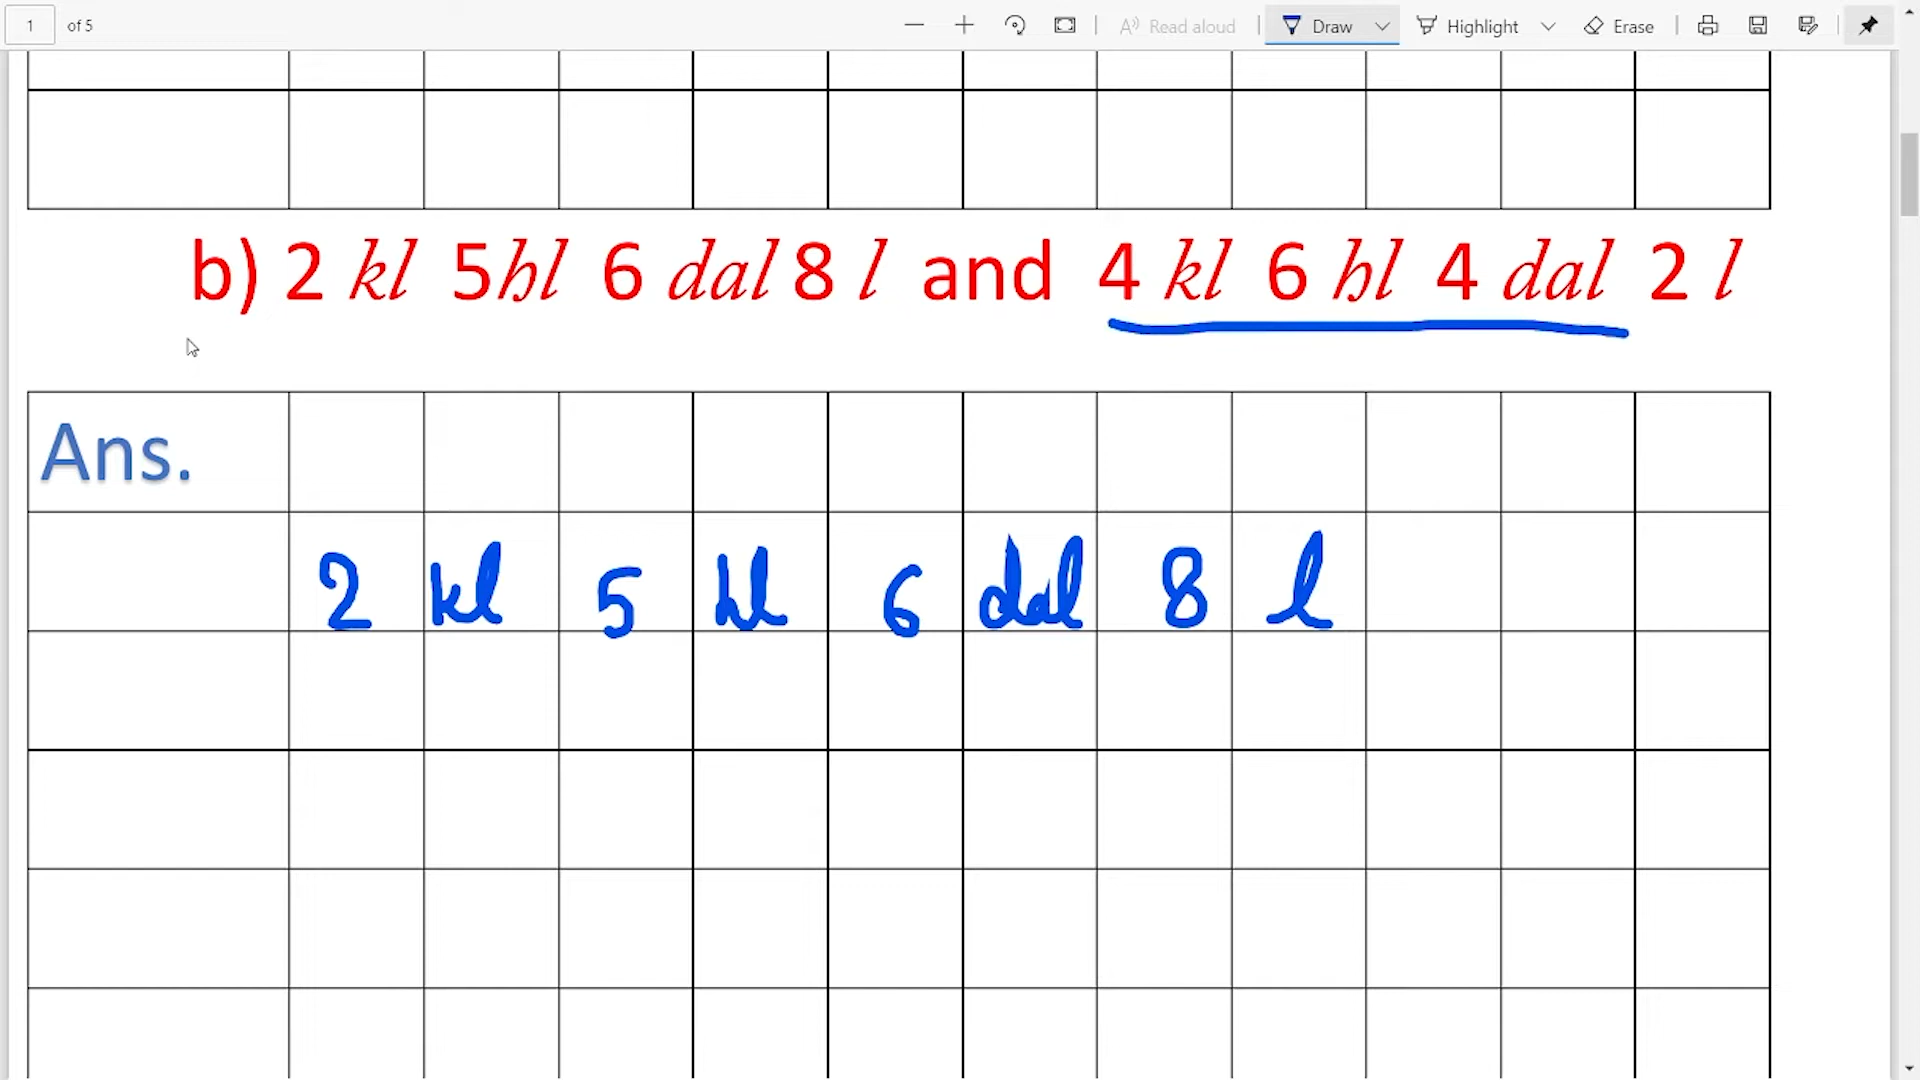 1 of 5 Read aloud Draw Highlight Erase
b) 2 kl 5hl 6 dal 8 l and 4 kl 6 hl 4 dal 2 l
Ans.
2 kl 5 hl 6 dal 8 l